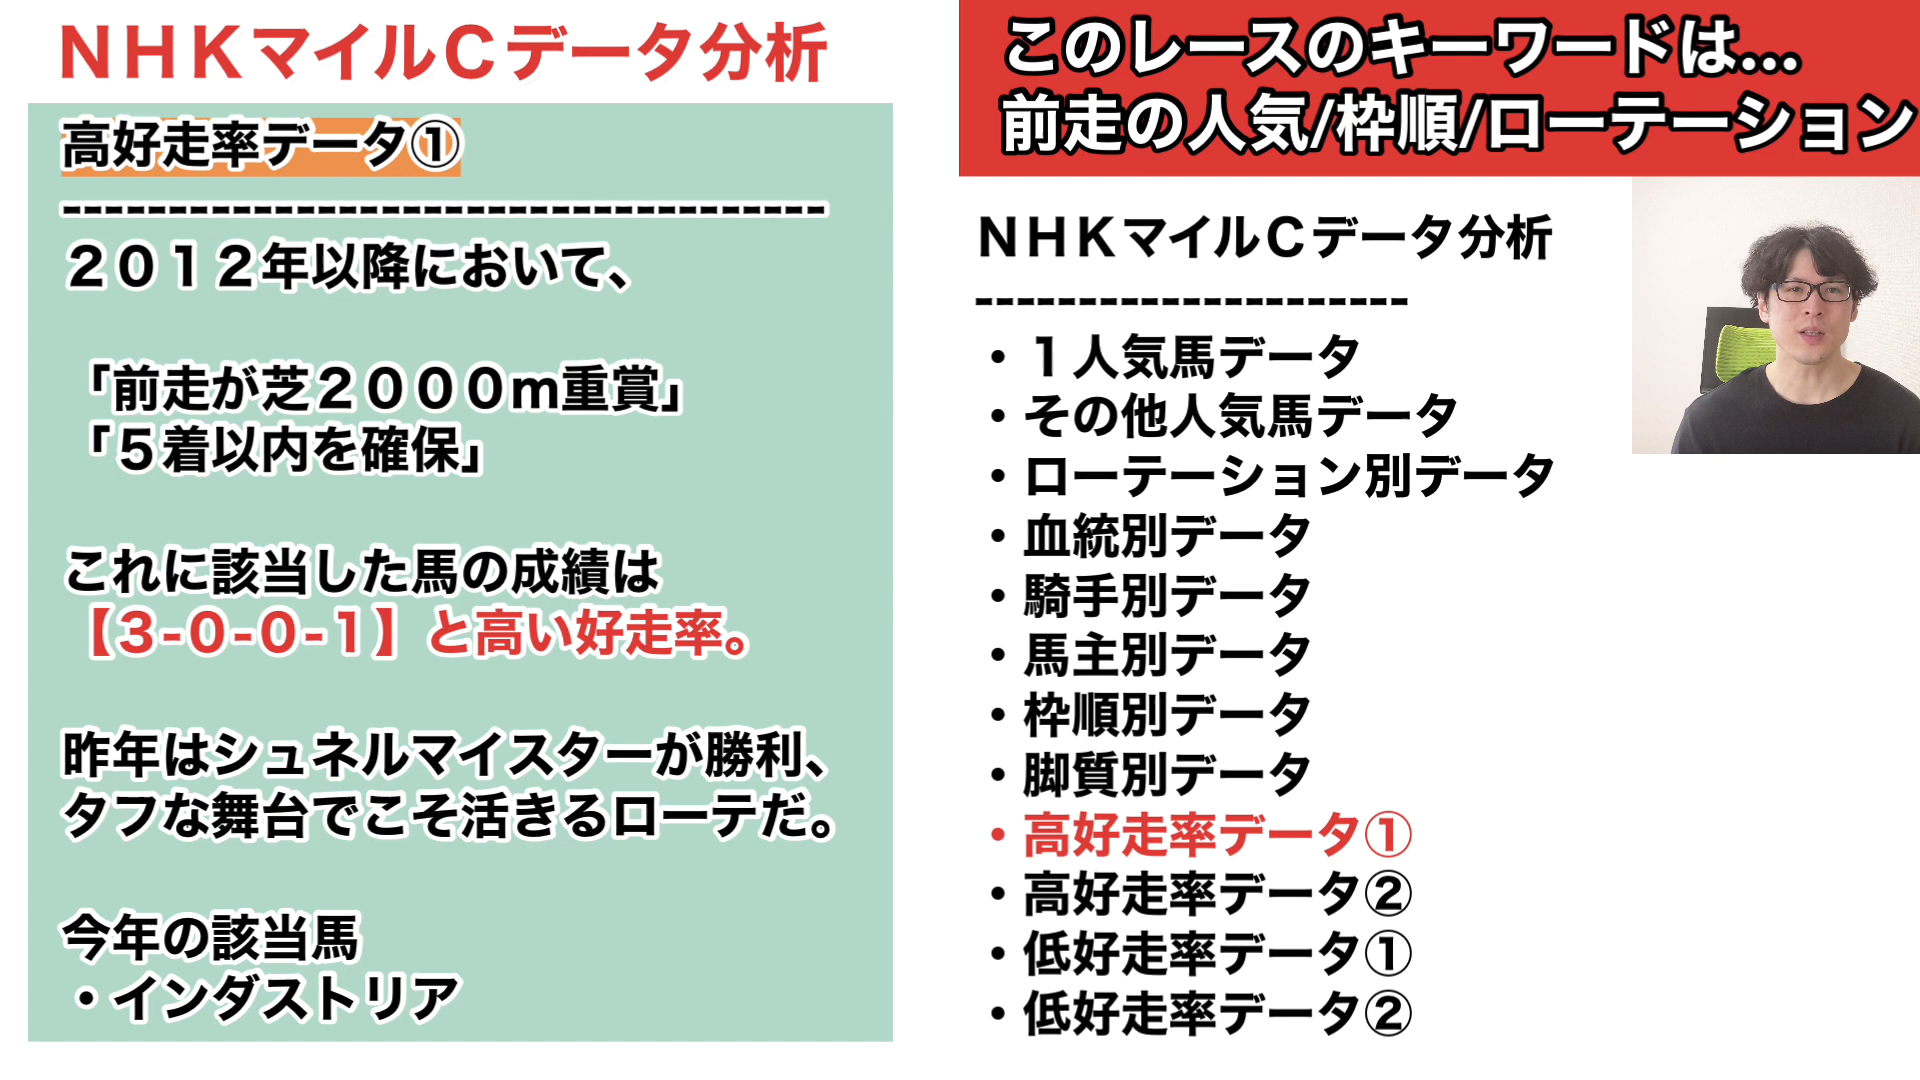 ＮＨＫマイルＣデータ分析
高好走率データ①
-------------------------------------
２０１２年以降において、
「前走が芝２０００ｍ重賞」
「５着以内を確保」
これに該当した馬の成績は
【３-０-０-１】と高い好走率。
昨年はシュネルマイスターが勝利、
タフな舞台でこそ活きるローテだ。
今年の該当馬
・インダストリア
このレースのキーワードは...
前走の人気/枠順/ローテーション
ＮＨＫマイルＣデータ分析
---------------------
・１人気馬データ
・その他人気馬データ
・ローテーション別データ
・血統別データ
・騎手別データ
・馬主別データ
・枠順別データ
・脚質別データ
・高好走率データ①
・高好走率データ②
・低好走率データ①
・低好走率データ②